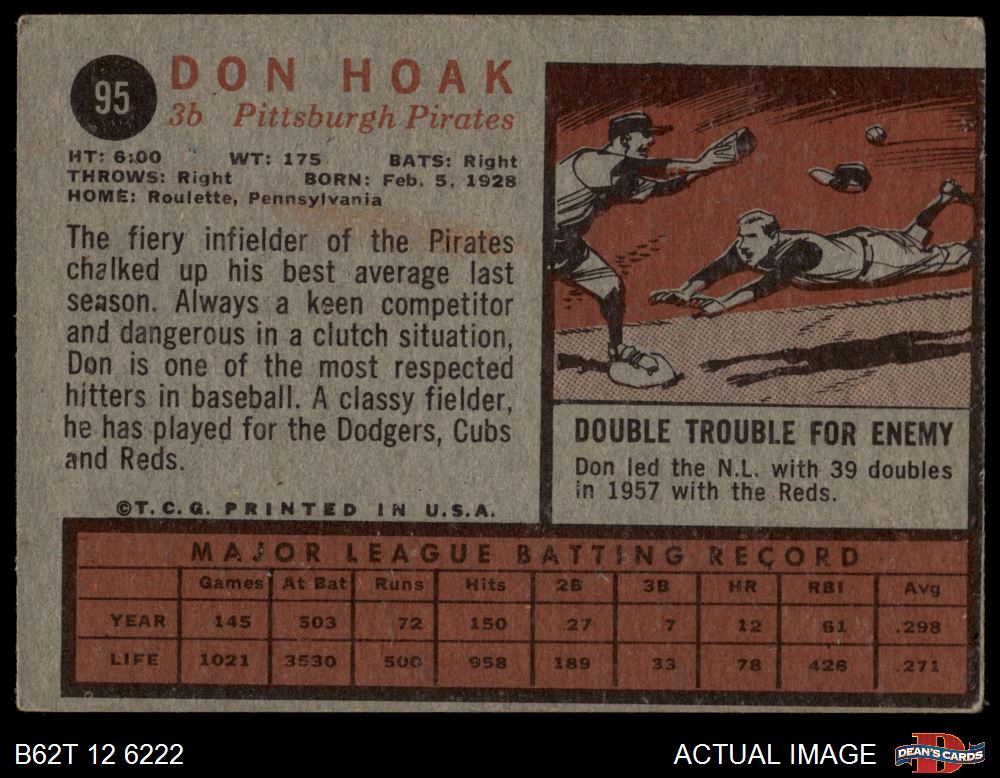 95
DON HOAK
3b Pittsburgh Pirates
HT: 6:00 WT: 175 BATS: Right
THROWS: Right BORN: Feb. 5, 1928
HOME: Roulette, Pennsylvania
The fiery infielder of the Pirates
chalked up his best average last
season. Always a keen competitor
and dangerous in a clutch situation,
Don is one of the most respected
hitters in baseball. A classy fielder,
he has played for the Dodgers, Cubs
and Reds.
©T.C.G. PRINTED IN U.S.A.
DOUBLE TROUBLE FOR ENEMY
Don led the N.L. with 39 doubles
in 1957 with the Reds.
MAJOR LEAGUE BATTING RECORD
Games At Bat Runs Hits 2B 3B HR RBI Avg
YEAR 145 503 72 150 27 7 12 61 .298
LIFE 1021 3530 500 958 189 33 78 426 .271
B62T 12 6222
ACTUAL IMAGE
D
DEAN'S CARDS